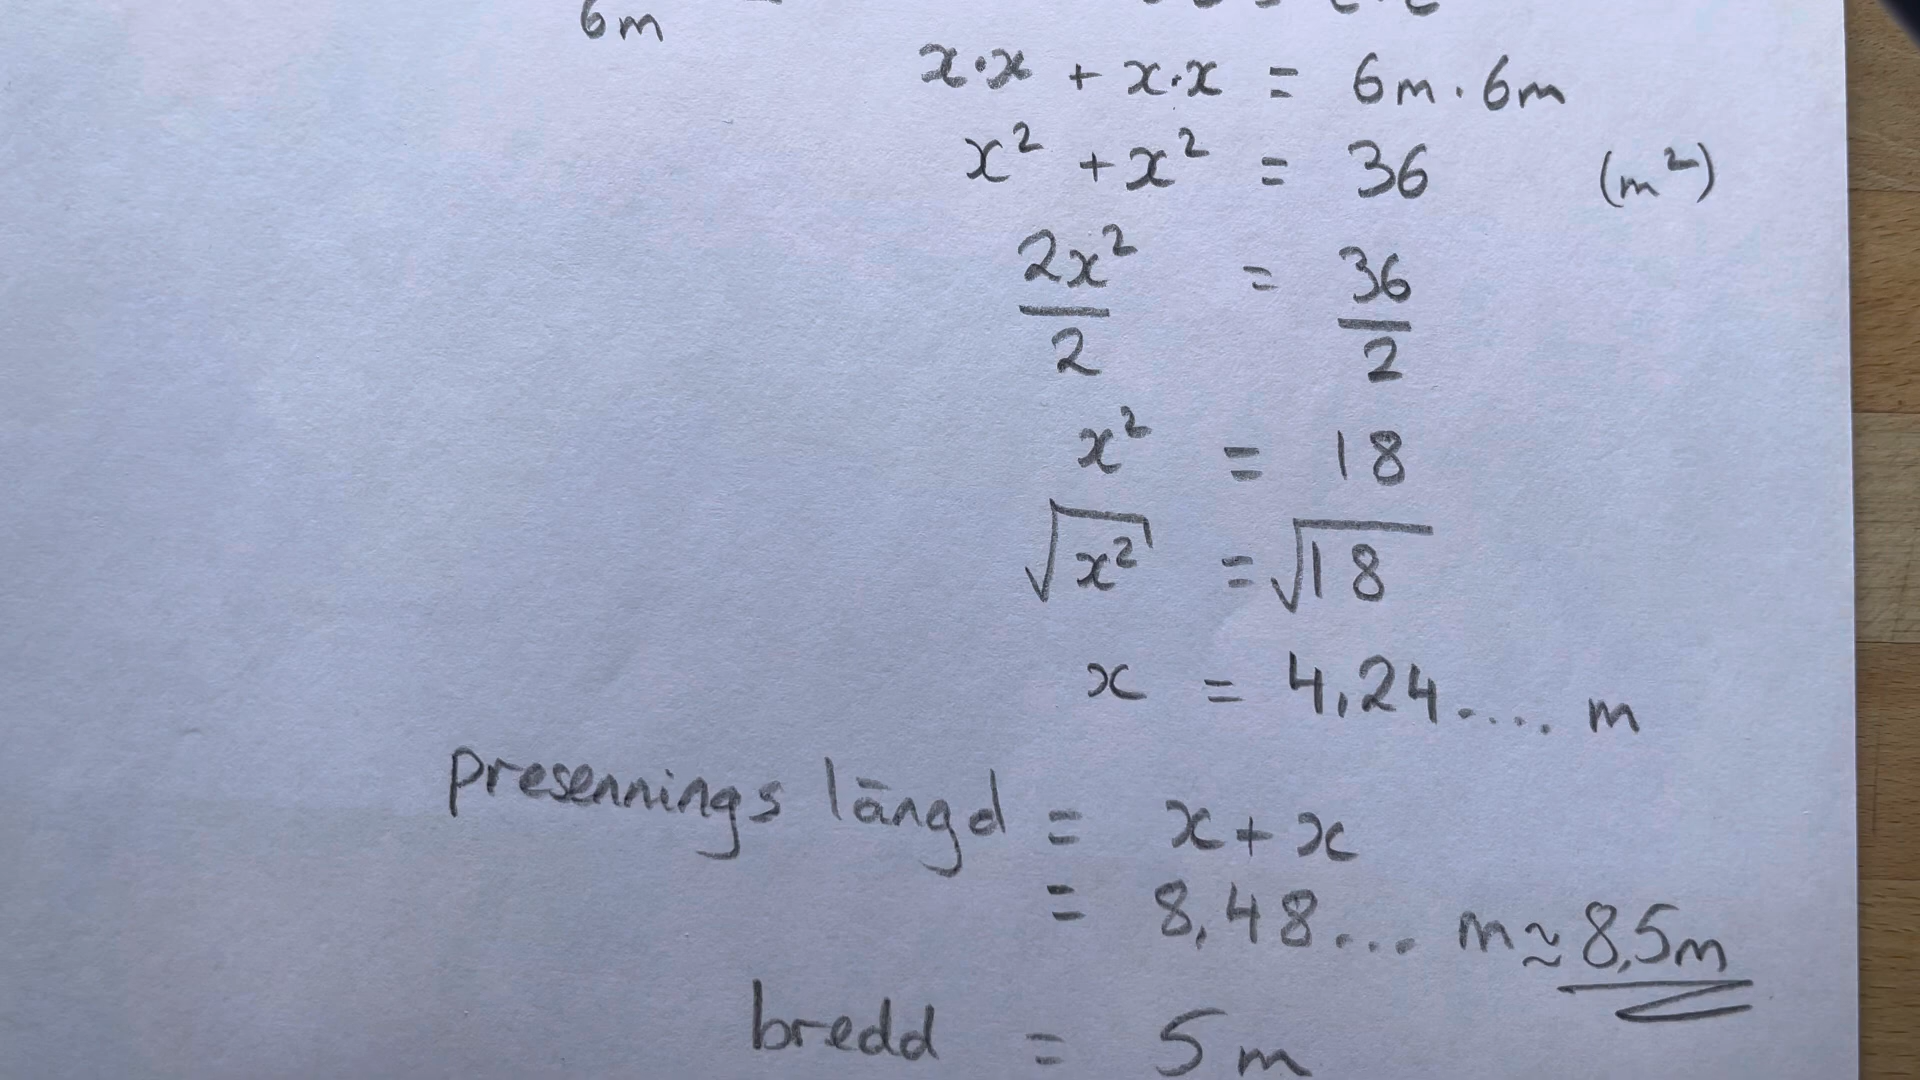 6m
x·x + x·x = 6m · 6m
x² + x² = 36 (m²)
2x²/2 = 36/2
x² = 18
√x² = √18
x = 4,24.... m
presennings längd = x + x
= 8,48... m ≈ 8,5m
bredd = 5m